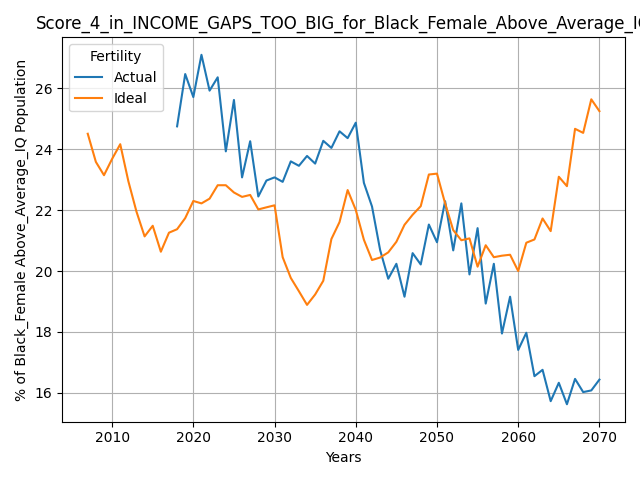 Score_4_in_INCOME_GAPS_TOO_BIG_for_Black_Female_Above_Average_IQ
Fertility
Actual
Ideal
% of Black_Female Above_Average_IQ Population
26
24
22
20
18
16
2010 2020 2030 2040 2050 2060 2070
Years